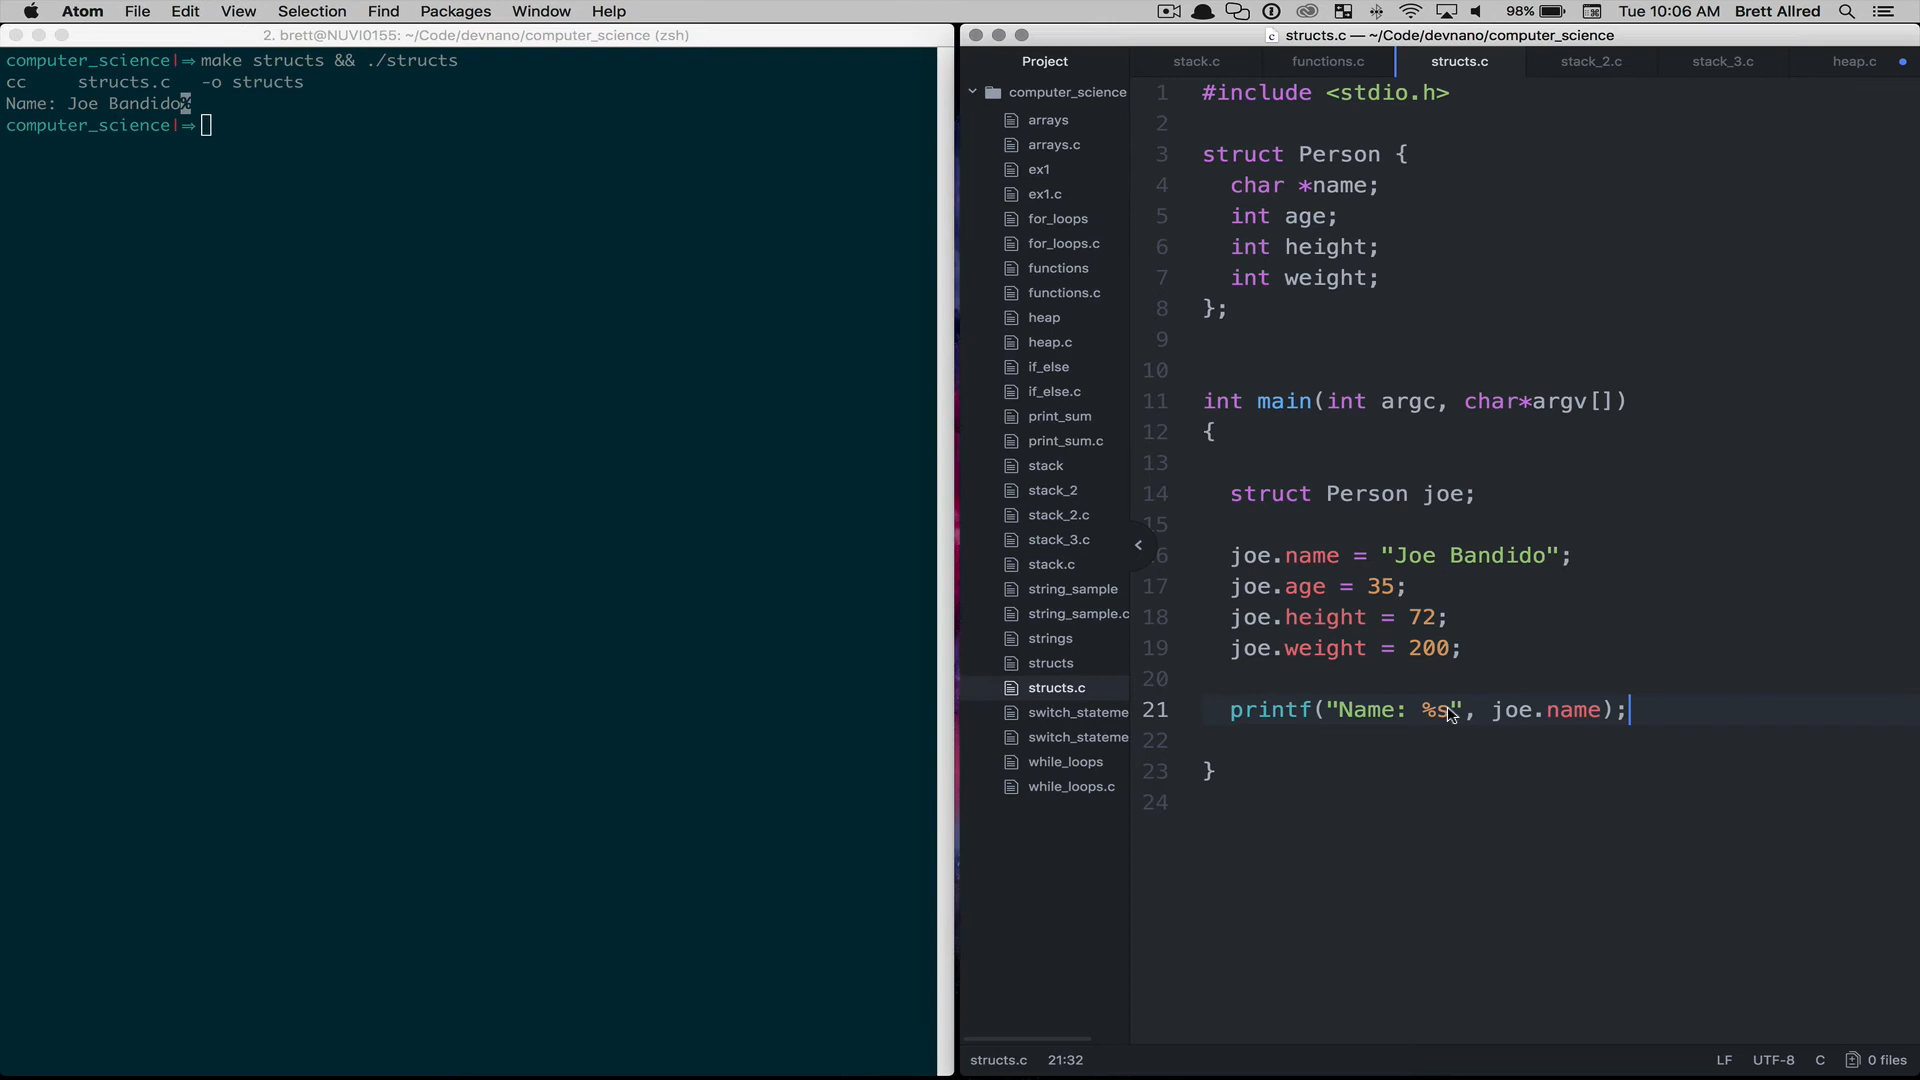 Atom File Edit View Selection Find Packages Window Help 98% Tue 10:06 AM Brett Allred
2. brett@NUVI0155: ~/Code/devnano/computer_science (zsh)
computer_science|⇒ make structs && ./structs
cc     structs.c   -o structs
Name: Joe Bandido%
computer_science|⇒
structs.c — ~/Code/devnano/computer_science
Project
stack.c functions.c structs.c stack_2.c stack_3.c heap.c
computer_science
arrays
arrays.c
ex1
ex1.c
for_loops
for_loops.c
functions
functions.c
heap
heap.c
if_else
if_else.c
print_sum
print_sum.c
stack
stack_2
stack_2.c
stack_3.c
stack.c
string_sample
string_sample.c
strings
structs
structs.c
switch_stateme
switch_stateme
while_loops
while_loops.c
1 #include <stdio.h>
2
3 struct Person {
4   char *name;
5   int age;
6   int height;
7   int weight;
8 };
9
10
11 int main(int argc, char*argv[])
12 {
13
14   struct Person joe;
15
16   joe.name = "Joe Bandido";
17   joe.age = 35;
18   joe.height = 72;
19   joe.weight = 200;
20
21   printf("Name: %s", joe.name);
22
23 }
24
structs.c 21:32 LF UTF-8 C 0 files